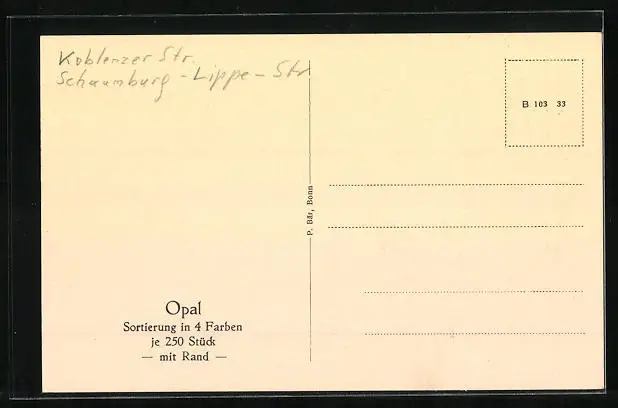 Koblenzer Str.
Schaumburg - Lippe - Str
B 103 33
P. Bär, Bonn
Opal
Sortierung in 4 Farben
je 250 Stück
— mit Rand —